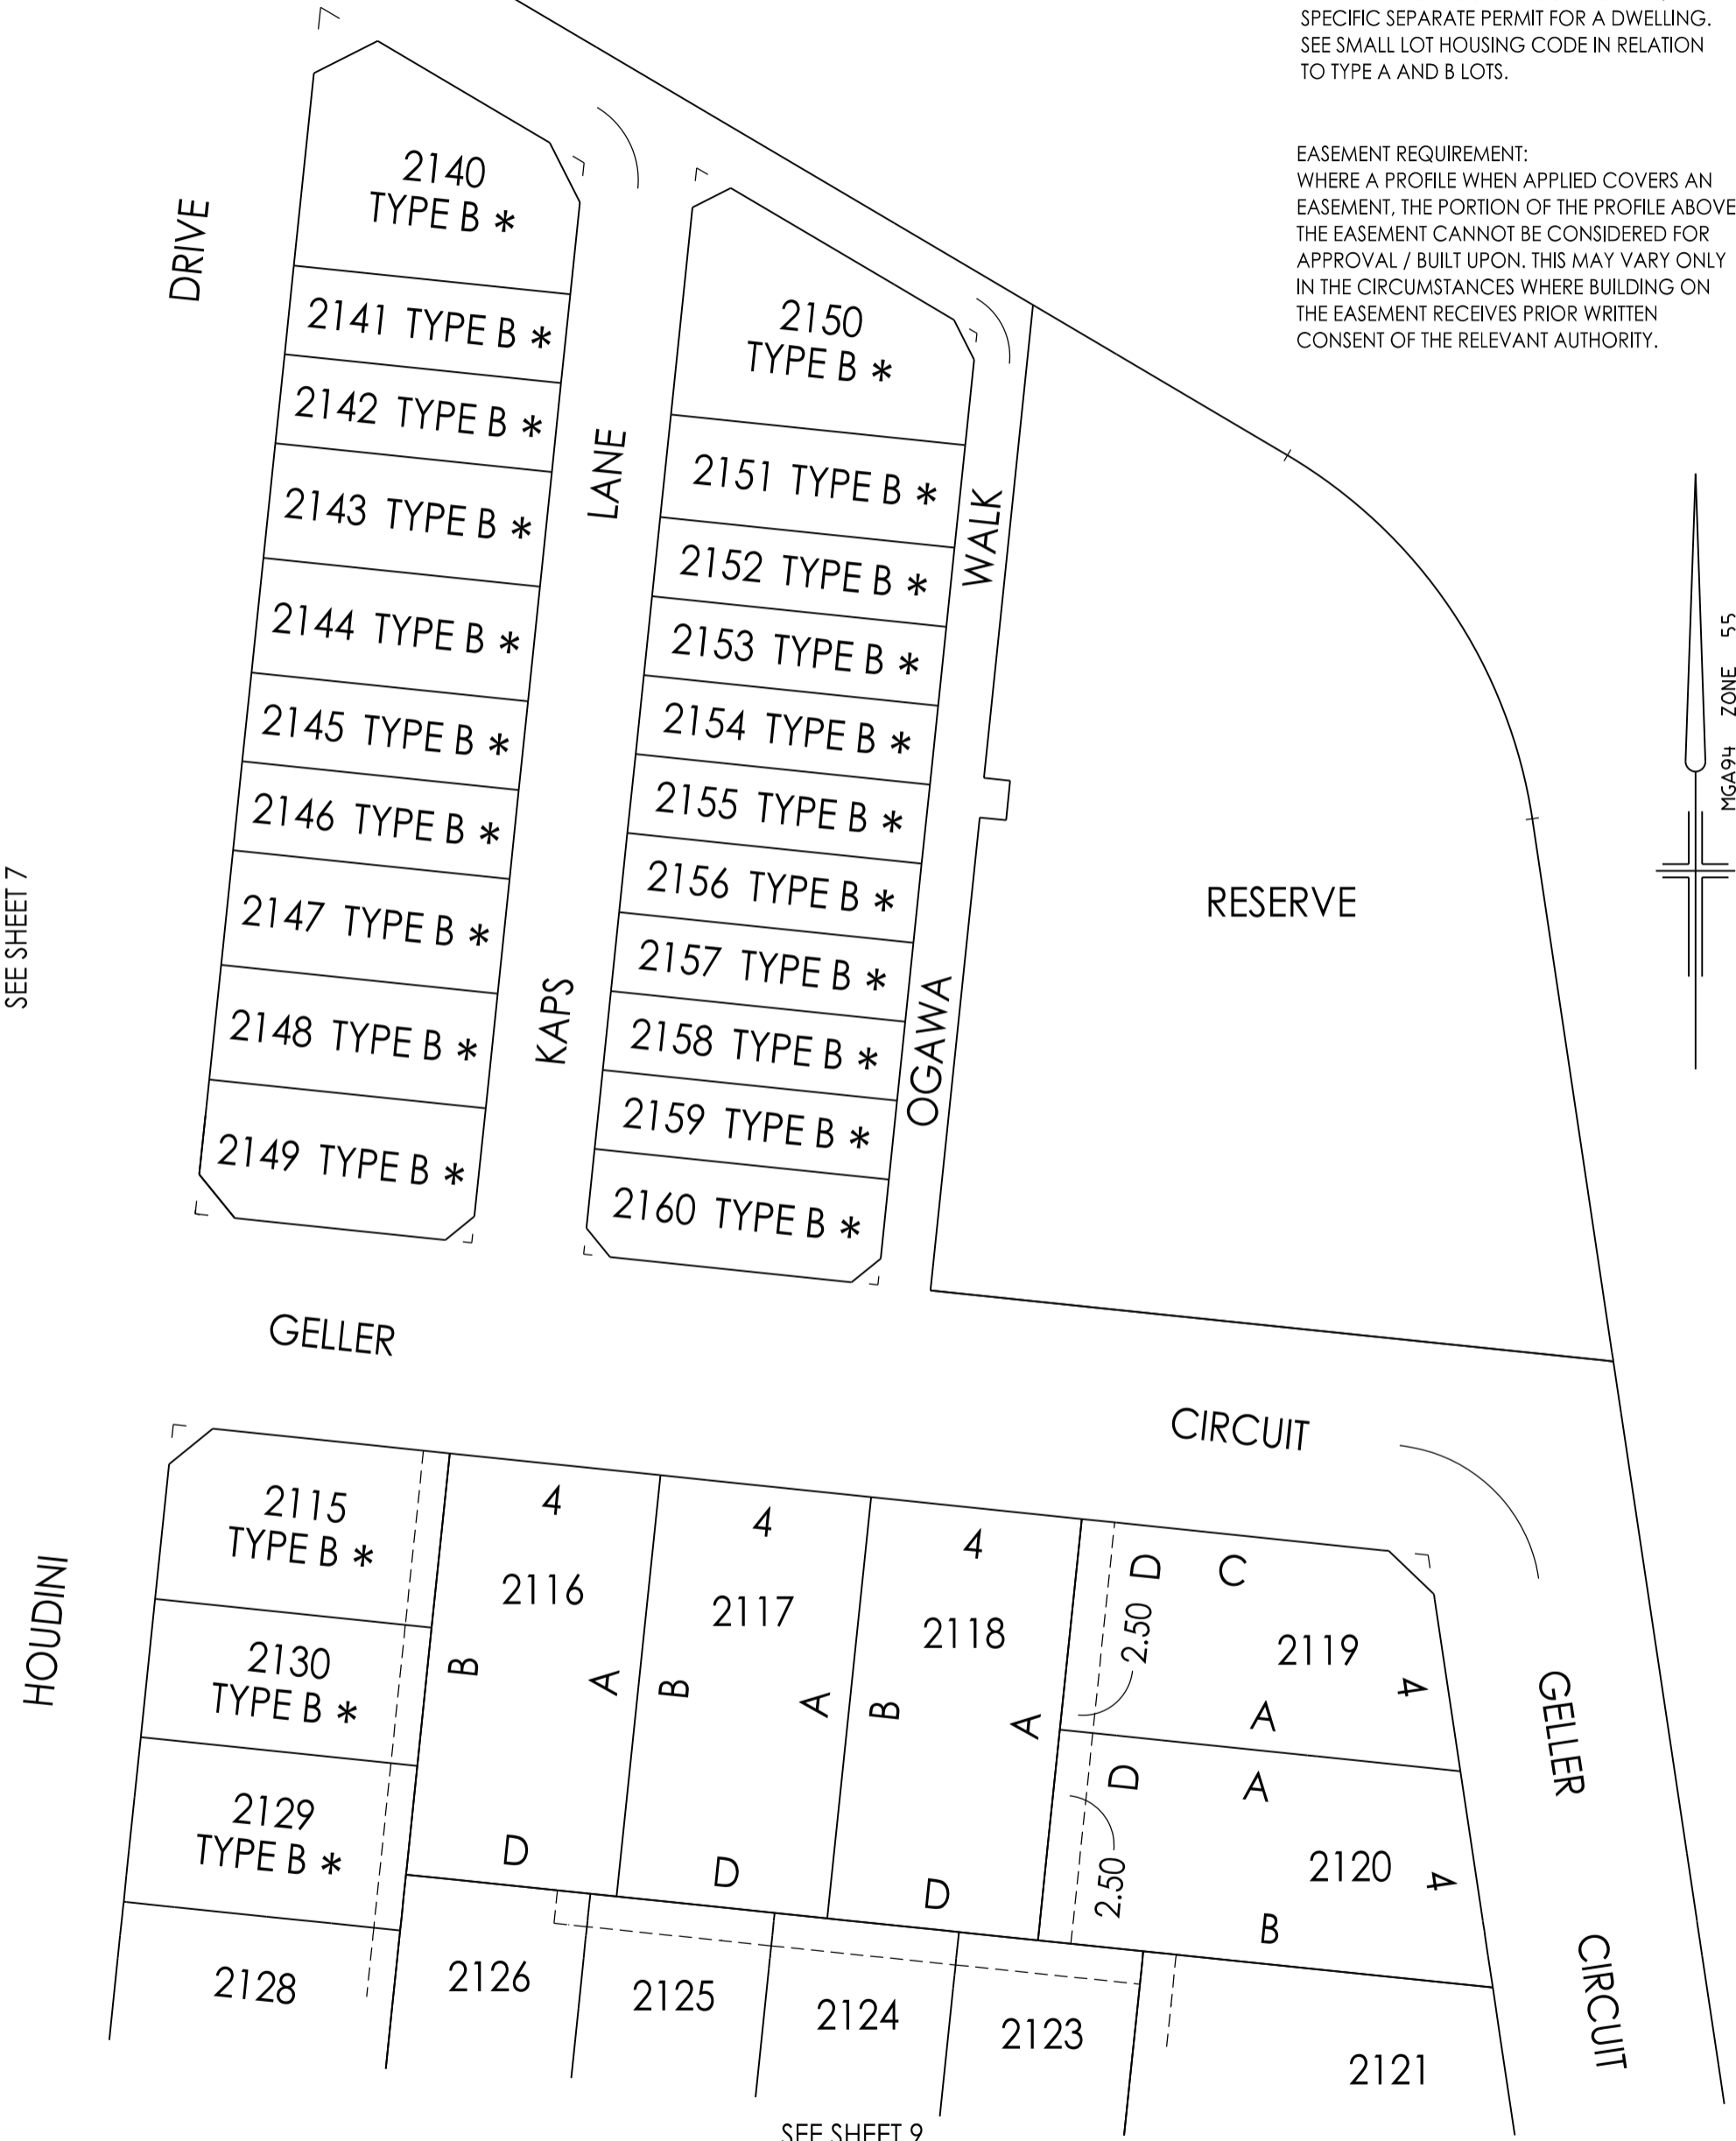 SPECIFIC SEPARATE PERMIT FOR A DWELLING.
SEE SMALL LOT HOUSING CODE IN RELATION
TO TYPE A AND B LOTS.
EASEMENT REQUIREMENT:
WHERE A PROFILE WHEN APPLIED COVERS AN
EASEMENT, THE PORTION OF THE PROFILE ABOVE
THE EASEMENT CANNOT BE CONSIDERED FOR
APPROVAL / BUILT UPON. THIS MAY VARY ONLY
IN THE CIRCUMSTANCES WHERE BUILDING ON
THE EASEMENT RECEIVES PRIOR WRITTEN
CONSENT OF THE RELEVANT AUTHORITY.
DRIVE
2140
TYPE B *
2141 TYPE B *
2142 TYPE B *
2143 TYPE B *
2144 TYPE B *
2145 TYPE B *
2146 TYPE B *
2147 TYPE B *
2148 TYPE B *
2149 TYPE B *
LANE
KAPS
2150
TYPE B *
2151 TYPE B *
2152 TYPE B *
2153 TYPE B *
2154 TYPE B *
2155 TYPE B *
2156 TYPE B *
2157 TYPE B *
2158 TYPE B *
2159 TYPE B *
2160 TYPE B *
WALK
OGAWA
RESERVE
MGA94 ZONE 55
SEE SHEET 7
GELLER
CIRCUIT
HOUDINI
2115
TYPE B *
2130
TYPE B *
2129
TYPE B *
2128
4
2116
B
A
D
4
2117
B
A
D
4
2118
B
A
D
D
C
2.50
2119
4
A
D
A
2.50
2120
4
B
GELLER
CIRCUIT
2126
2125
2124
2123
2121
SEE SHEET 9